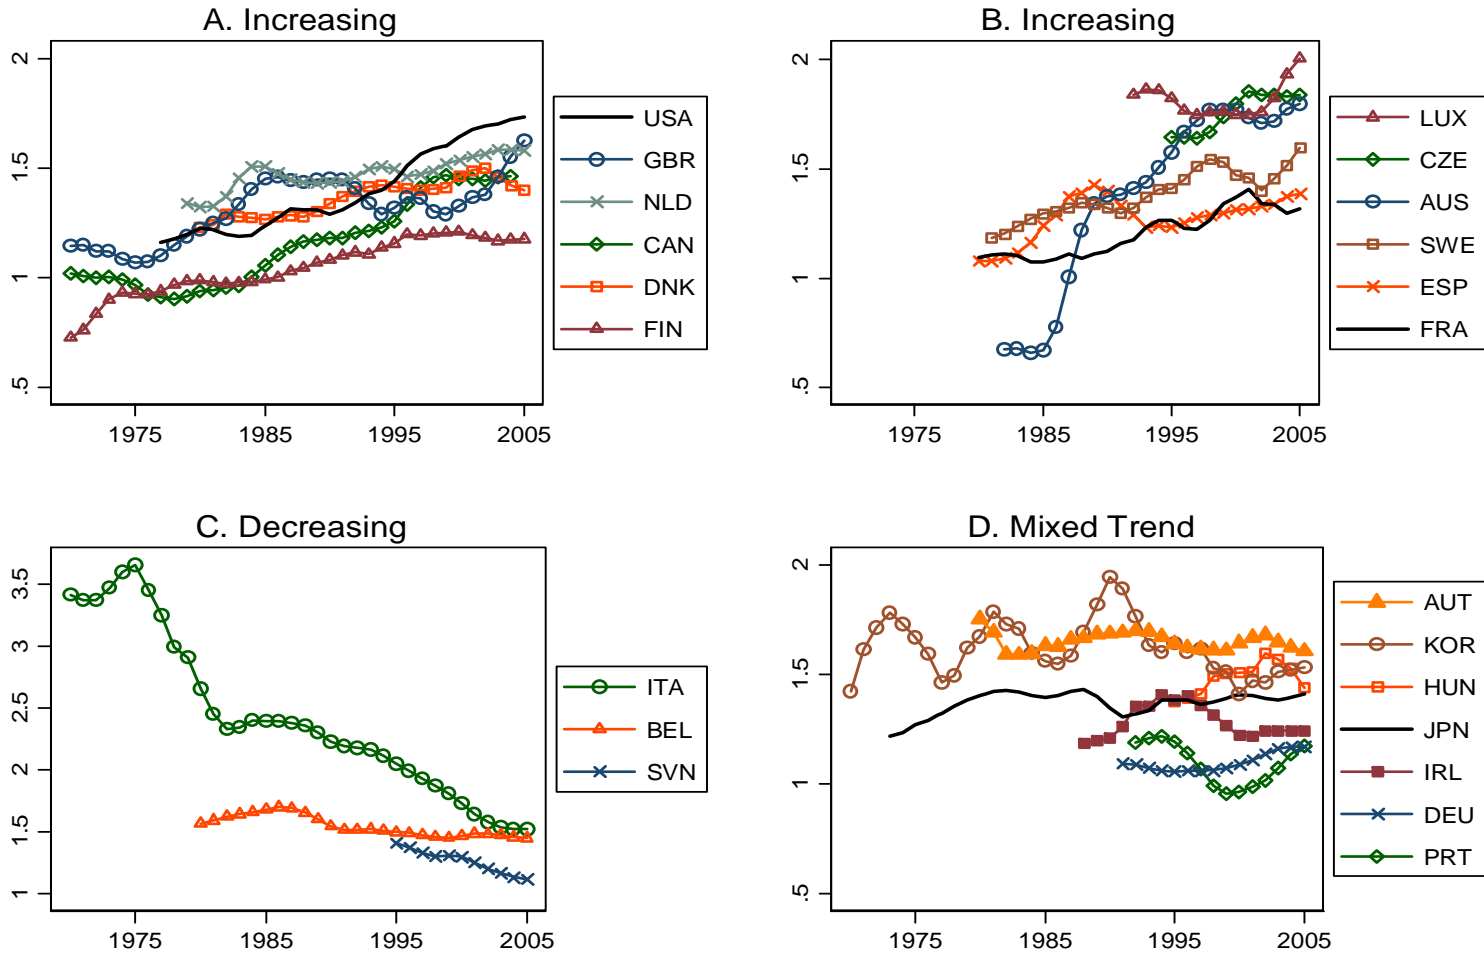 A. Increasing
2
1.5
1
.5
1975 1985 1995 2005
USA
GBR
NLD
CAN
DNK
FIN
B. Increasing
2
1.5
1
.5
1975 1985 1995 2005
LUX
CZE
AUS
SWE
ESP
FRA
C. Decreasing
3.5
3
2.5
2
1.5
1
1975 1985 1995 2005
ITA
BEL
SVN
D. Mixed Trend
2
1.5
1
.5
1975 1985 1995 2005
AUT
KOR
HUN
JPN
IRL
DEU
PRT